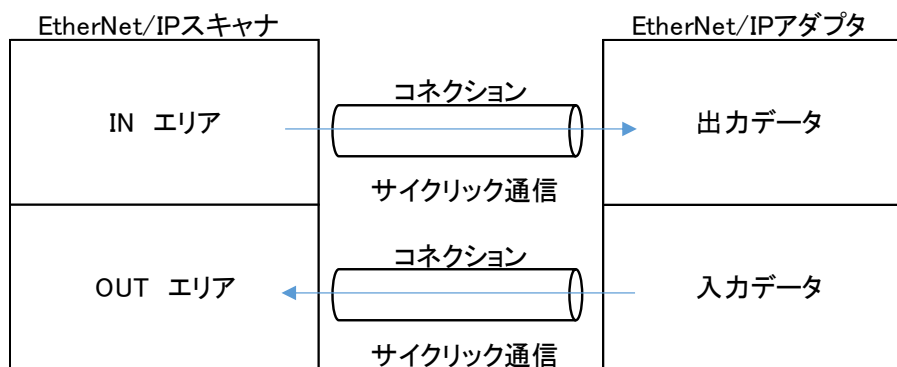 EtherNet/IPスキャナ
EtherNet/IPアダプタ
コネクション
IN エリア
出力データ
サイクリック通信
コネクション
OUT エリア
入力データ
サイクリック通信